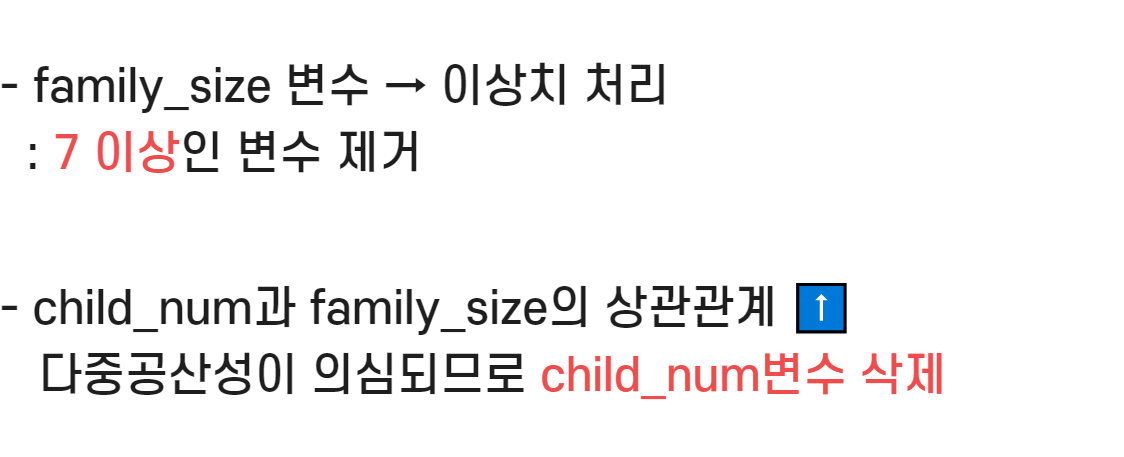 - family_size 변수 → 이상치 처리
: 7 이상인 변수 제거
- child_num과 family_size의 상관관계 ⬆️
다중공산성이 의심되므로 child_num변수 삭제